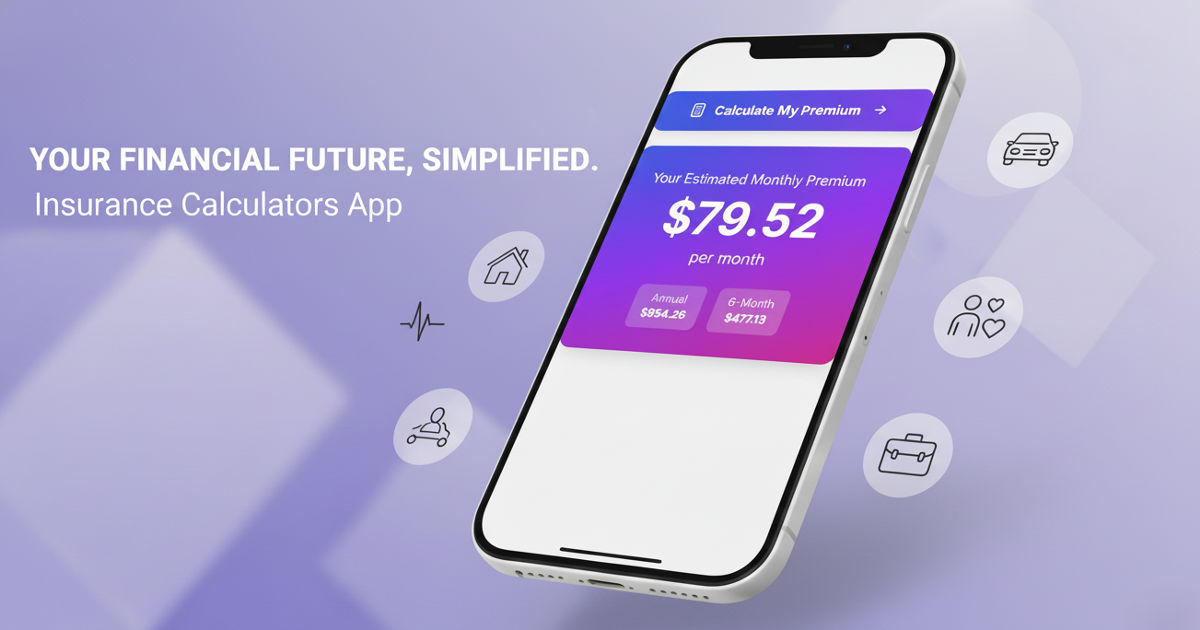 YOUR FINANCIAL FUTURE, SIMPLIFIED.
Insurance Calculators App
Calculate My Premium →
Your Estimated Monthly Premium
$79.52
per month
Annual
$954.26
6-Month
$477.13